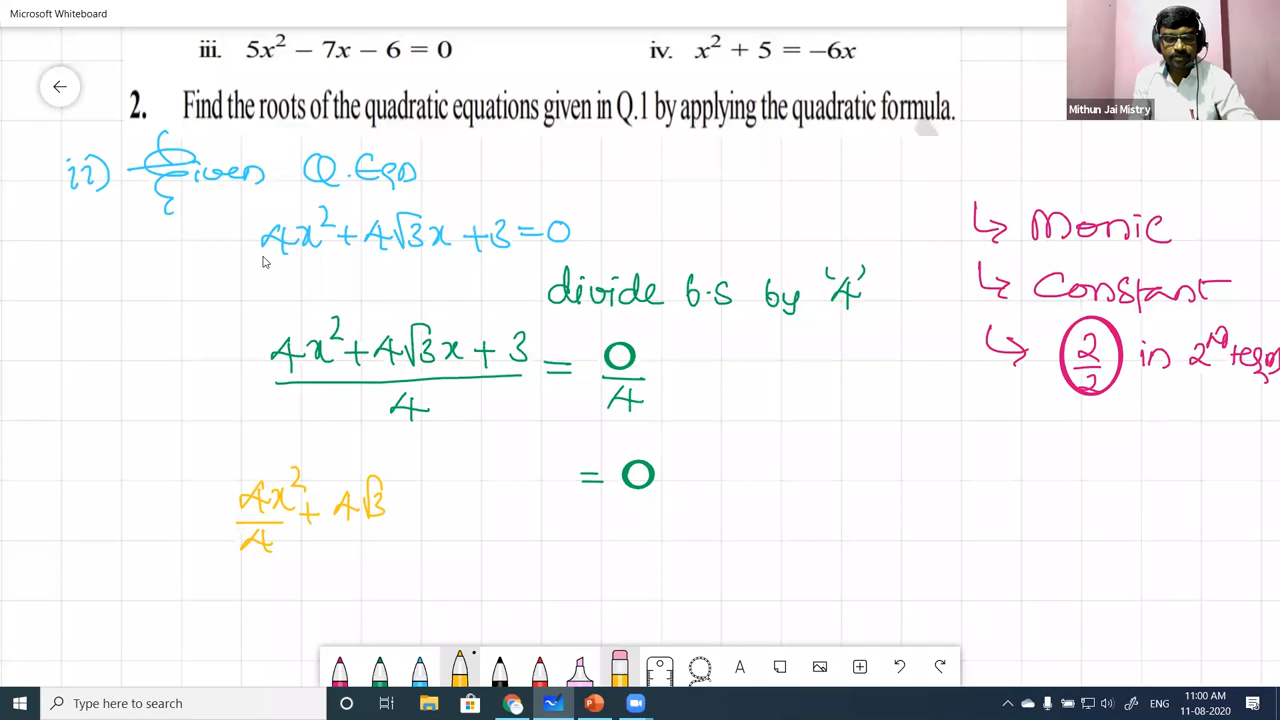 Microsoft Whiteboard
iii. 5x² − 7x − 6 = 0
iv. x² + 5 = −6x
Mithun Jai Mistry
2. Find the roots of the quadratic equations given in Q.1 by applying the quadratic formula.
ii) Given Q.Eqn
4x² + 4√3x + 3 = 0
divide b.s by '4'
4x² + 4√3x + 3 / 4 = 0 / 4
= 0
4x² / 4 + 4√3
↳ Monic
↳ Constant
↳ 2/2 in 2nd term
Type here to search
ENG
11:00 AM
11-08-2020